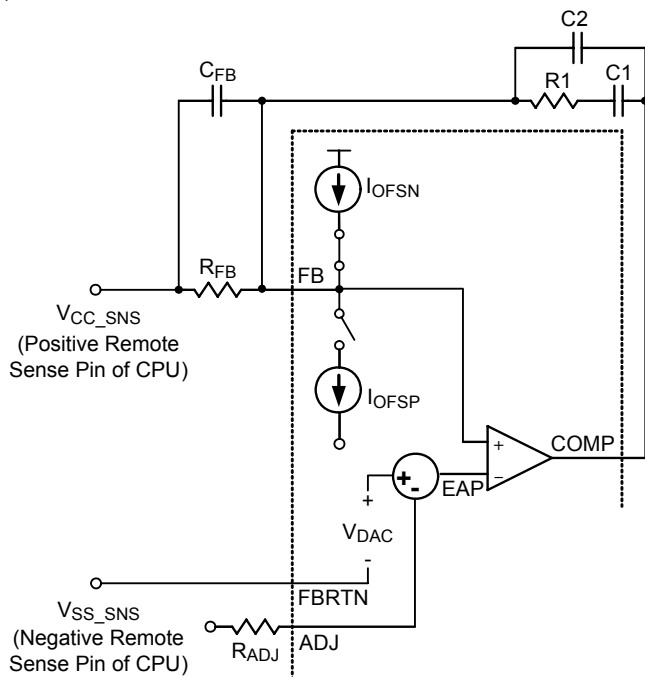 C2
C1
R1
CFB
IOFSN
RFB
FB
VCC_SNS
(Positive Remote
Sense Pin of CPU)
IOFSP
COMP
+
−
+
-
EAP
+
VDAC
-
FBRTN
VSS_SNS
(Negative Remote
Sense Pin of CPU)
RADJ
ADJ